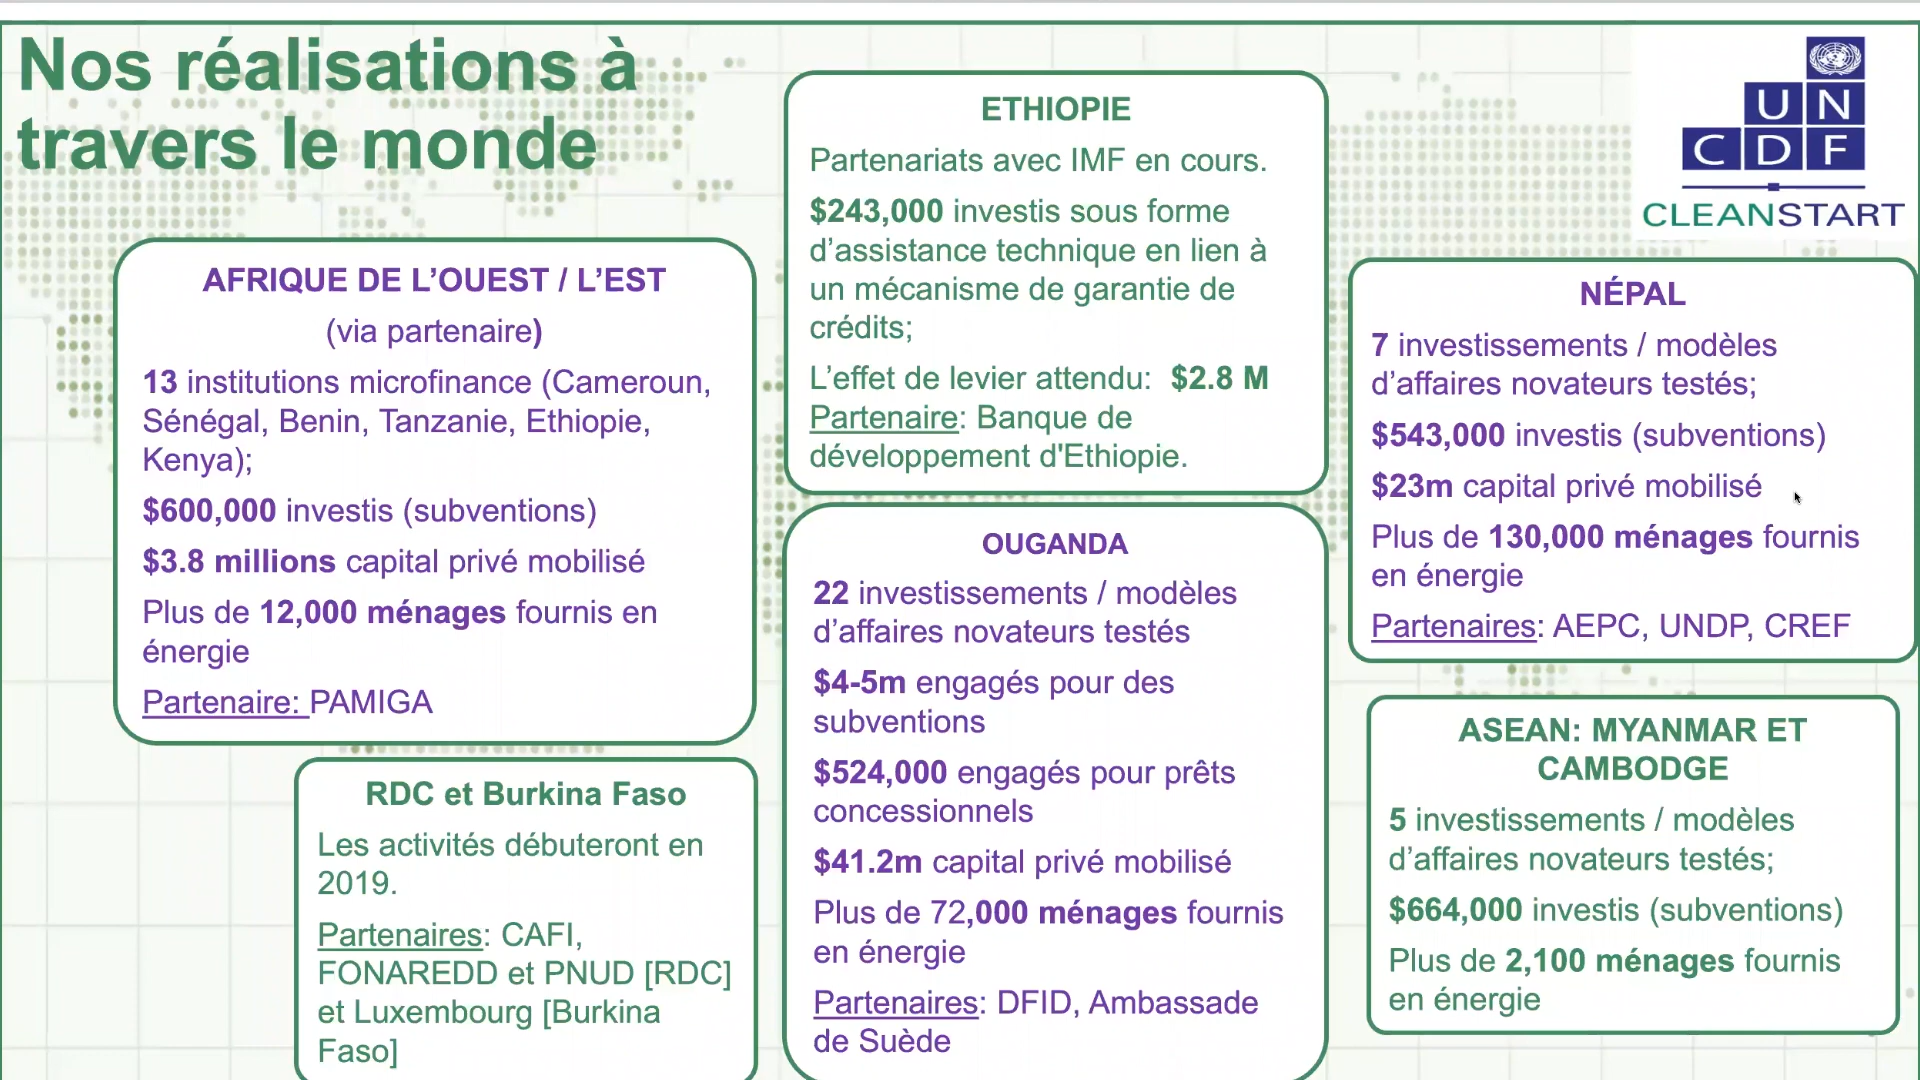 Nos réalisations à
travers le monde
AFRIQUE DE L’OUEST / L’EST
(via partenaire)
13 institutions microfinance (Cameroun,
Sénégal, Benin, Tanzanie, Ethiopie,
Kenya);
$600,000 investis (subventions)
$3.8 millions capital privé mobilisé
Plus de 12,000 ménages fournis en
énergie
Partenaire: PAMIGA
RDC et Burkina Faso
Les activités débuteront en
2019.
Partenaires: CAFI,
FONAREDD et PNUD [RDC]
et Luxembourg [Burkina
Faso]
ETHIOPIE
Partenariats avec IMF en cours.
$243,000 investis sous forme
d’assistance technique en lien à
un mécanisme de garantie de
crédits;
L’effet de levier attendu: $2.8 M
Partenaire: Banque de
développement d'Ethiopie.
OUGANDA
22 investissements / modèles
d’affaires novateurs testés
$4-5m engagés pour des
subventions
$524,000 engagés pour prêts
concessionnels
$41.2m capital privé mobilisé
Plus de 72,000 ménages fournis
en énergie
Partenaires: DFID, Ambassade
de Suède
UN
CDF
CLEANSTART
NÉPAL
7 investissements / modèles
d’affaires novateurs testés;
$543,000 investis (subventions)
$23m capital privé mobilisé
Plus de 130,000 ménages fournis
en énergie
Partenaires: AEPC, UNDP, CREF
ASEAN: MYANMAR ET
CAMBODGE
5 investissements / modèles
d’affaires novateurs testés;
$664,000 investis (subventions)
Plus de 2,100 ménages fournis
en énergie